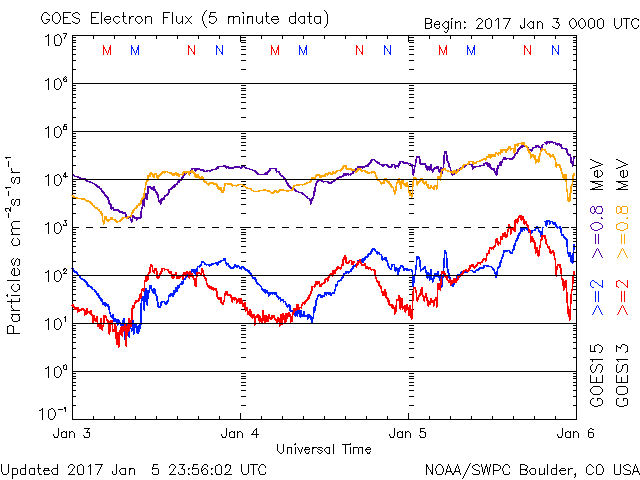 GOES Electron Flux (5 minute data)
Begin: 2017 Jan 3 0000 UTC
M M N N M M N N M M N N
10⁷
10⁶
10⁵
10⁴
10³
10²
10¹
10⁰
10⁻¹
Particles cm⁻²s⁻¹sr⁻¹
Jan 3 Jan 4 Jan 5 Jan 6
Universal Time
GOES15 >=2 >=0.8 MeV
GOES13 >=2 >=0.8 MeV
Updated 2017 Jan 5 23:56:02 UTC
NOAA/SWPC Boulder, CO USA